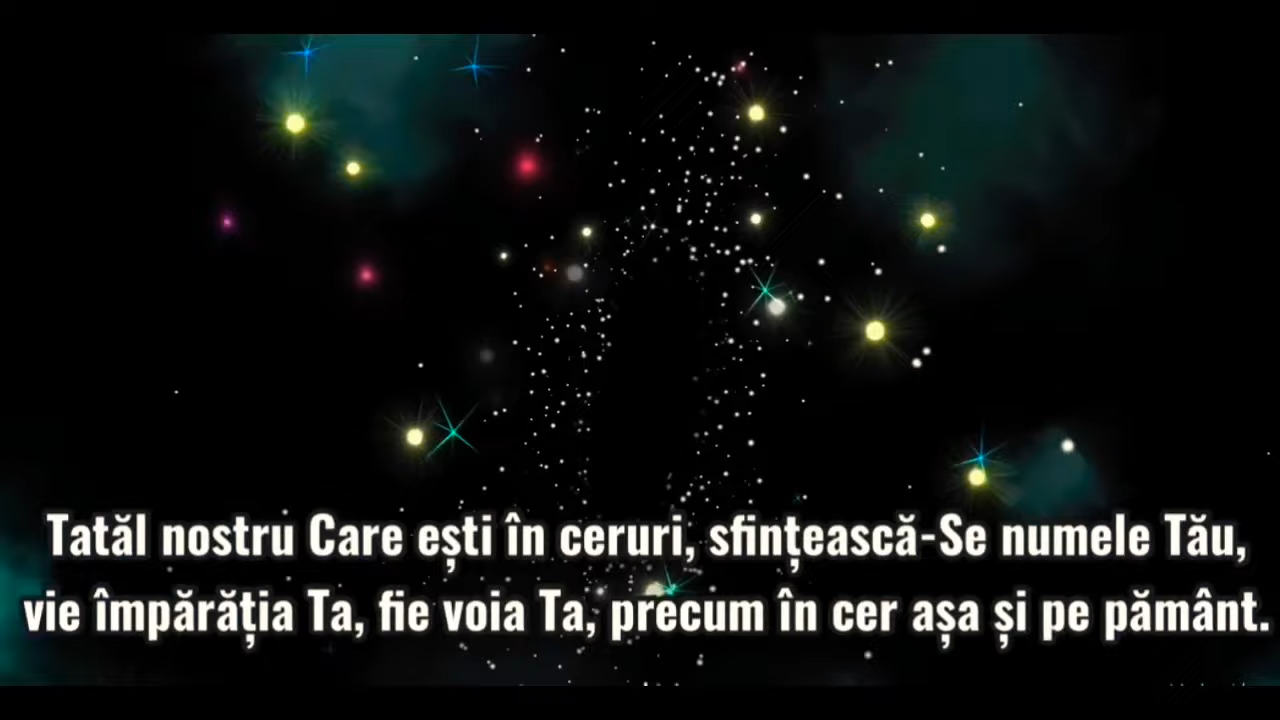 Tatăl nostru Care ești în ceruri, sfințească-Se numele Tău,
vie împărăția Ta, fie voia Ta, precum în cer așa și pe pământ.